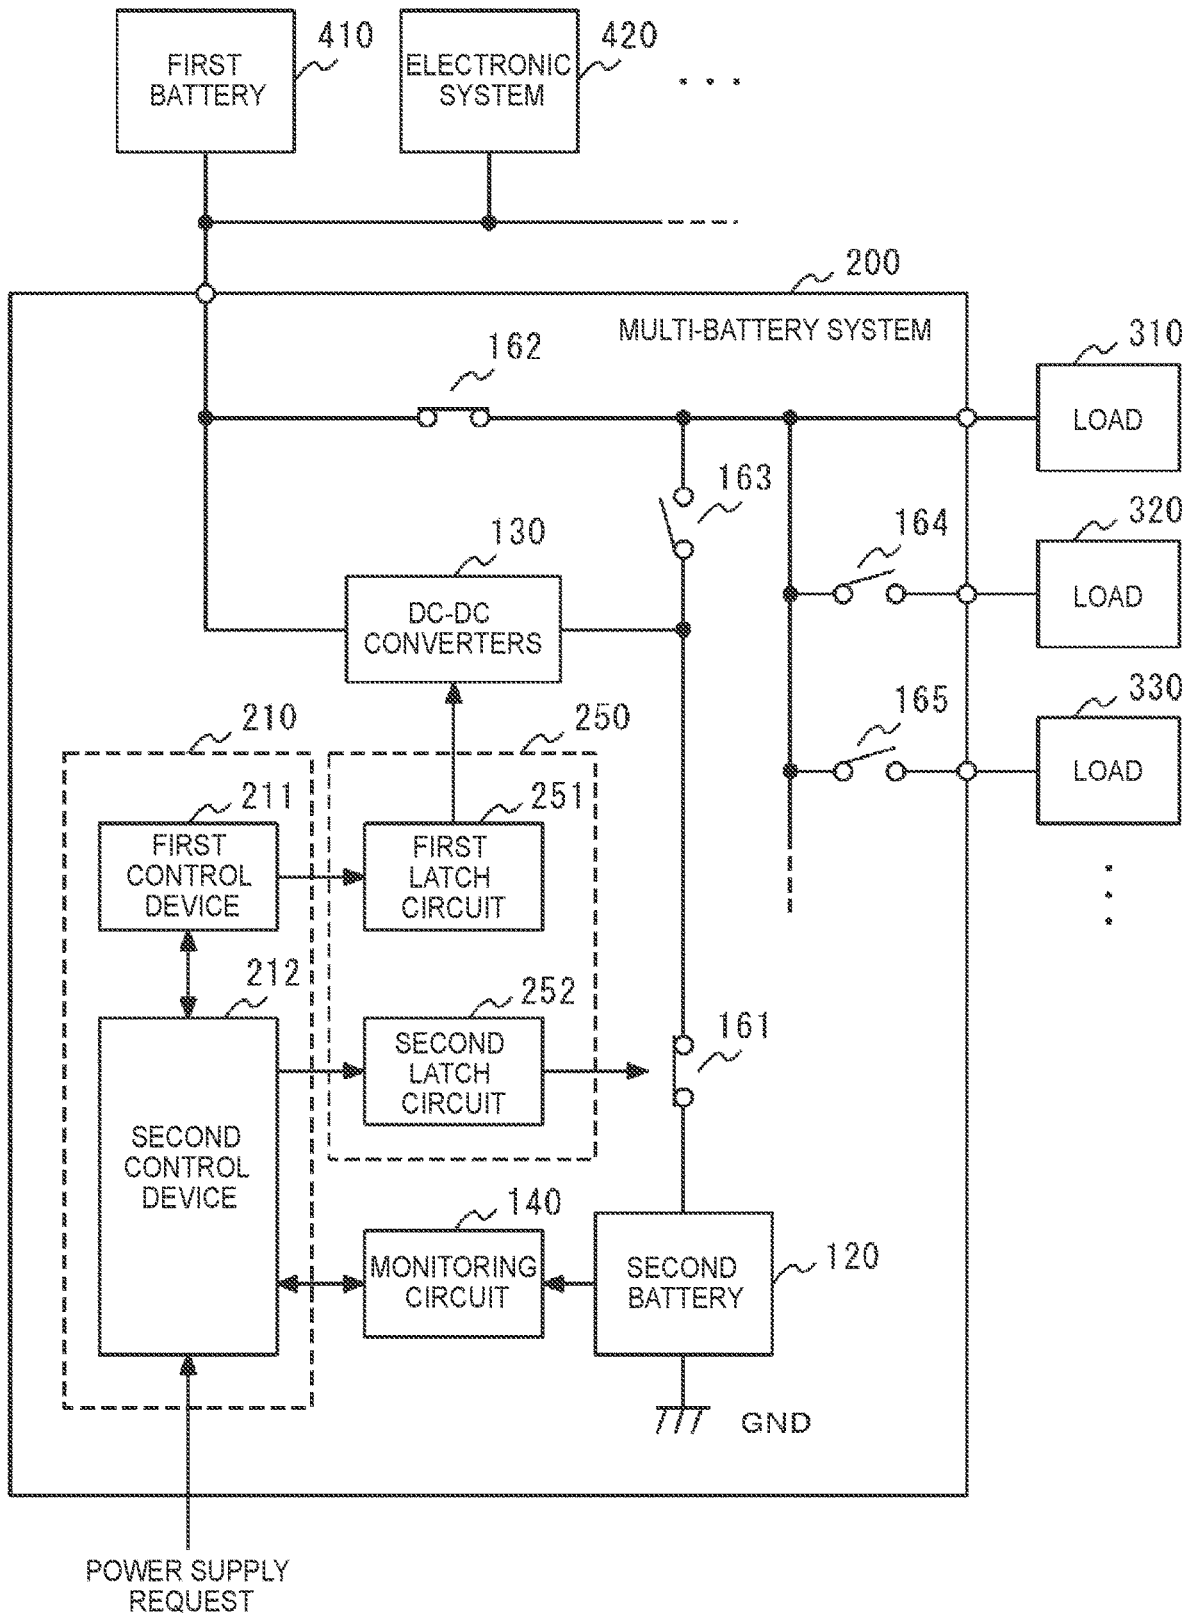 410
FIRST
BATTERY
420
ELECTRONIC
SYSTEM
200
MULTI-BATTERY SYSTEM
162
310
LOAD
163
320
LOAD
164
130
DC-DC
CONVERTERS
330
LOAD
165
210
250
211
FIRST
CONTROL
DEVICE
251
FIRST
LATCH
CIRCUIT
212
SECOND
CONTROL
DEVICE
252
SECOND
LATCH
CIRCUIT
161
140
MONITORING
CIRCUIT
120
SECOND
BATTERY
GND
POWER SUPPLY
REQUEST